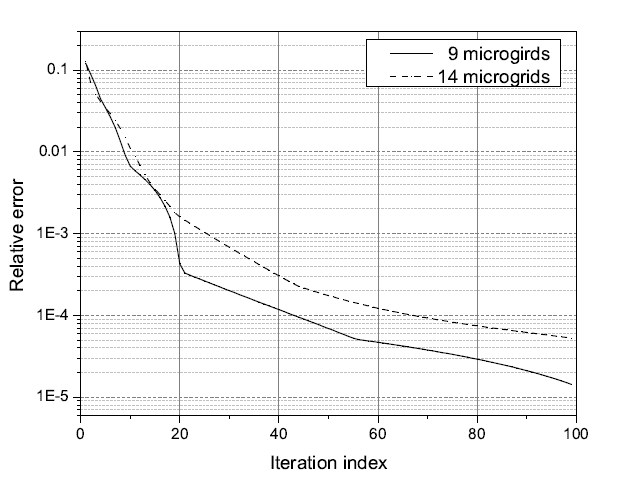 9 microgirds
14 microgrids
0.1
0.01
1E-3
1E-4
1E-5
Relative error
0 20 40 60 80 100
Iteration index